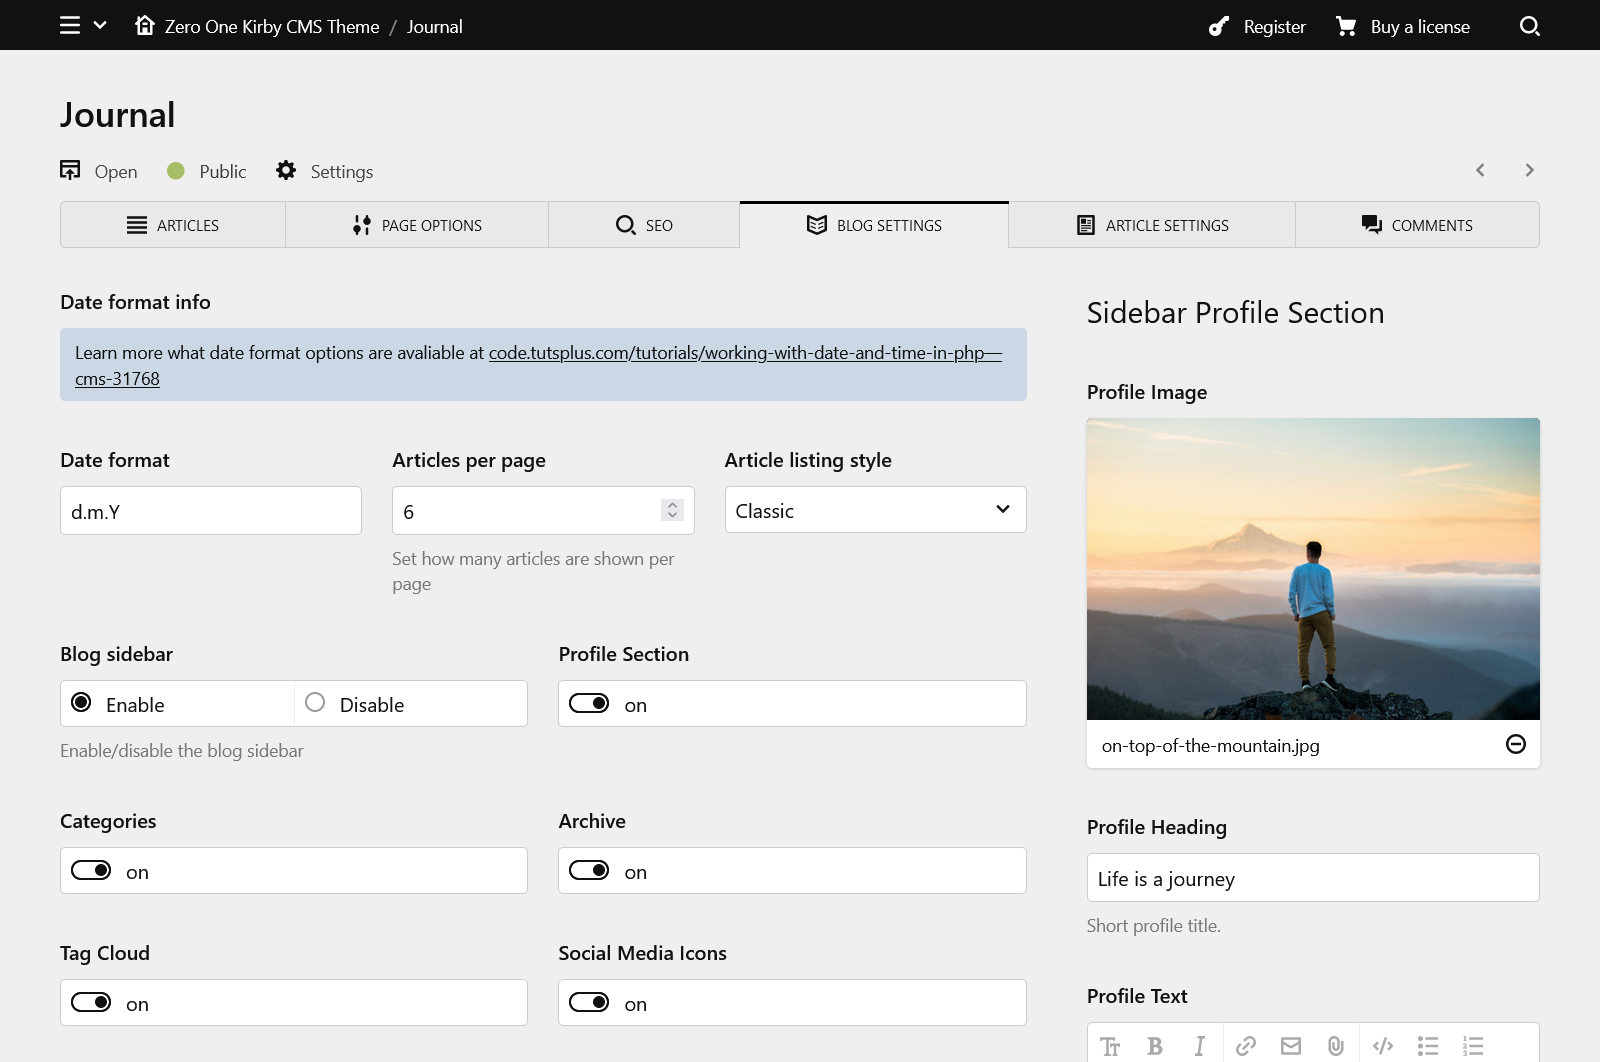 Zero One Kirby CMS Theme / Journal
Register
Buy a license
Journal
Open
Public
Settings
ARTICLES
PAGE OPTIONS
SEO
BLOG SETTINGS
ARTICLE SETTINGS
COMMENTS
Date format info
Learn more what date format options are avaliable at code.tutsplus.com/tutorials/working-with-date-and-time-in-php—
cms-31768
Date format
Articles per page
Article listing style
d.m.Y
6
Classic
Set how many articles are shown per
page
Blog sidebar
Profile Section
Enable
Disable
on
Enable/disable the blog sidebar
Categories
Archive
on
on
Tag Cloud
Social Media Icons
on
on
Sidebar Profile Section
Profile Image
on-top-of-the-mountain.jpg
Profile Heading
Life is a journey
Short profile title.
Profile Text